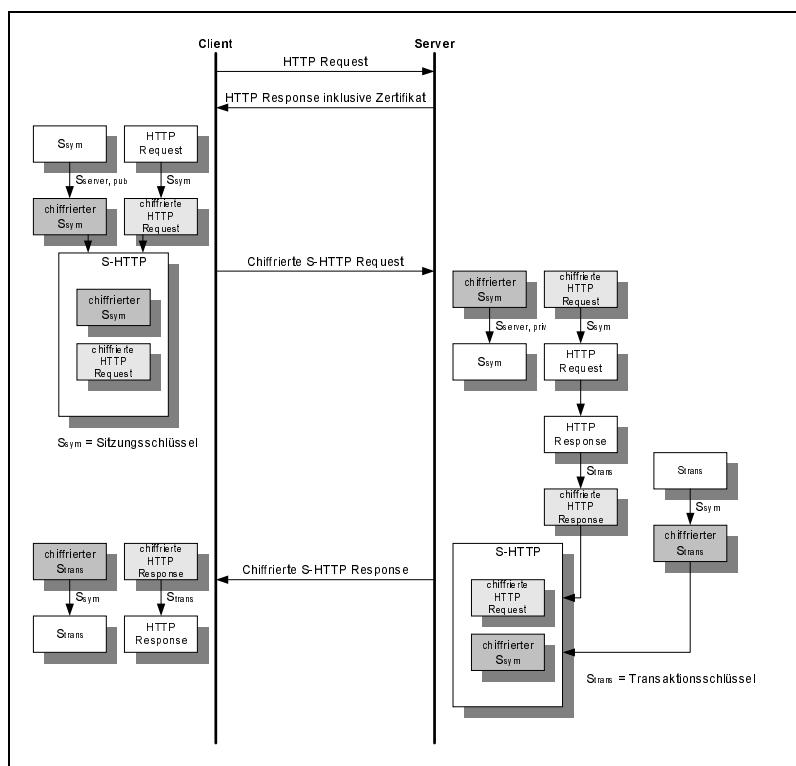 Client
Server
HTTP Request
HTTP Response inklusive Zertifikat
Ssym
HTTP
Request
Sserver, pub
Ssym
chiffrierter
Ssym
chiffrierte
HTTP
Request
S-HTTP
chiffrierter
Ssym
chiffrierte
HTTP
Request
Ssym = Sitzungsschlüssel
Chiffrierte S-HTTP Request
chiffrierter
Ssym
chiffrierte
HTTP
Request
Sserver, priv
Ssym
Ssym
HTTP
Request
HTTP
Response
Strans
chiffrierte
HTTP
Response
Strans
Ssym
chiffrierter
Strans
S-HTTP
chiffrierte
HTTP
Request
chiffrierter
Ssym
Strans = Transaktionsschlüssel
Chiffrierte S-HTTP Response
chiffrierter
Strans
chiffrierte
HTTP
Response
Ssym
Strans
Strans
HTTP
Response